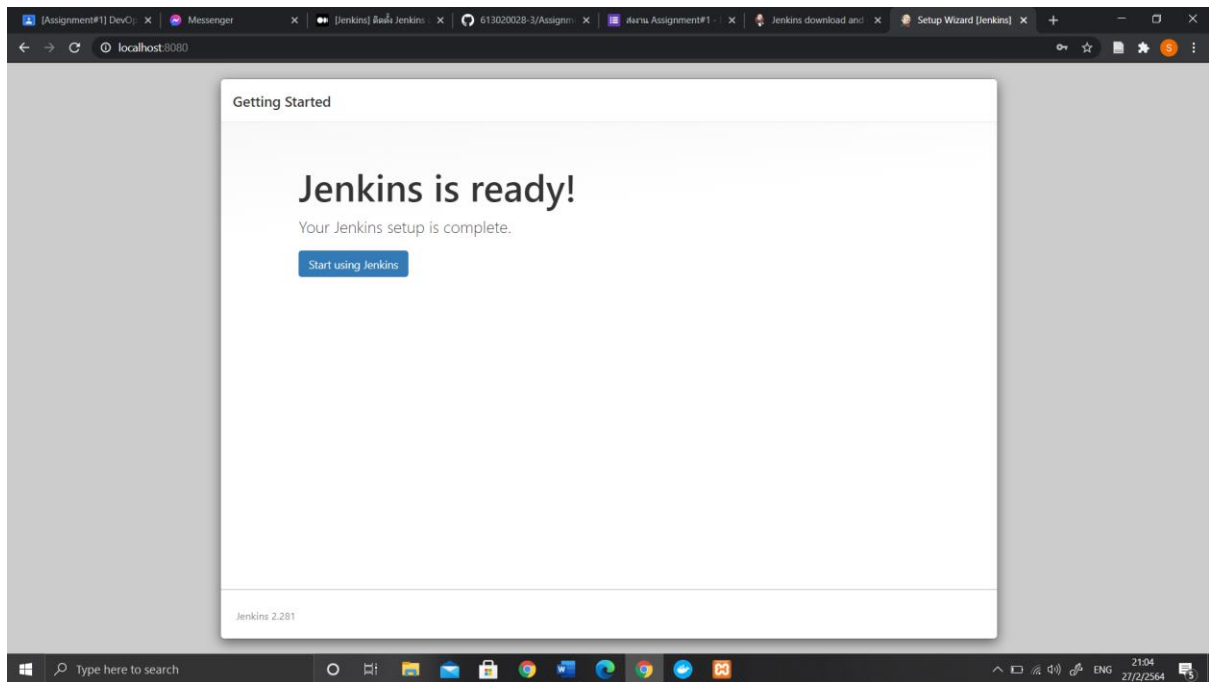 [Assignment#1] DevOp
Messenger
[Jenkins] ติดตั้ง Jenkins
613020028-3/Assignm
ส่งงาน Assignment#1 - [
Jenkins download and
Setup Wizard [Jenkins]
localhost:8080
S
Getting Started
Jenkins is ready!
Your Jenkins setup is complete.
Start using Jenkins
Jenkins 2.281
Type here to search
ENG
21:04
27/2/2564
5